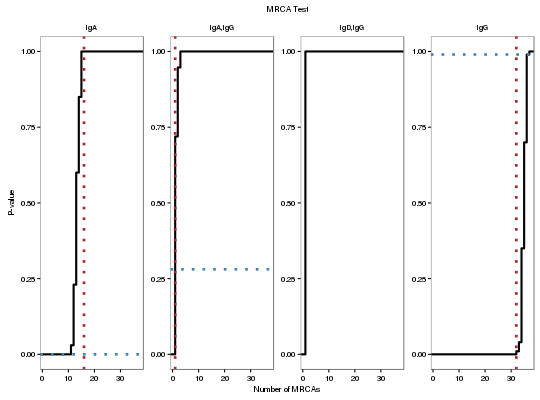 MRCA Test
IgA IgA,IgG IgD,IgG IgG
1.00 1.00 1.00 1.00
0.75 0.75 0.75 0.75
P-value
0.50 0.50 0.50 0.50
0.25 0.25 0.25 0.25
0.00 0.00 0.00 0.00
0 10 20 30 0 10 20 30 0 10 20 30 0 10 20 30
Number of MRCAs